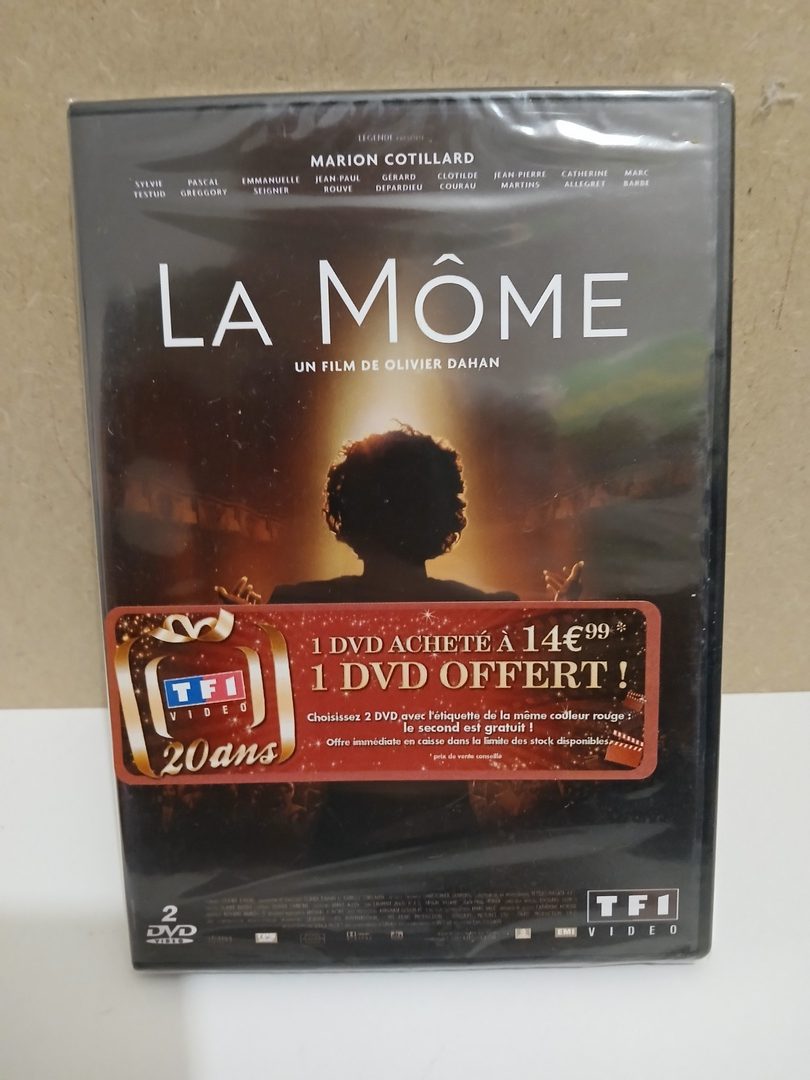 LÉGENDE PRÉSENTE
MARION COTILLARD
SYLVIE TESTUD PASCAL GREGGORY EMMANUELLE SEIGNER JEAN-PAUL ROUVE GÉRARD DEPARDIEU CLOTILDE COURAU JEAN-PIERRE MARTINS CATHERINE ALLEGRET MARC BARBE
LA MÔME
UN FILM DE OLIVIER DAHAN
1 DVD ACHETÉ À 14€99*
1 DVD OFFERT !
TF1
VIDEO
20 ans
Choisissez 2 DVD avec l'étiquette de la même couleur rouge :
le second est gratuit !
Offre immédiate en caisse dans la limite des stock disponibles.
* prix de vente conseillé
2
DVD
VIDEO
EMI
TF1
VIDEO